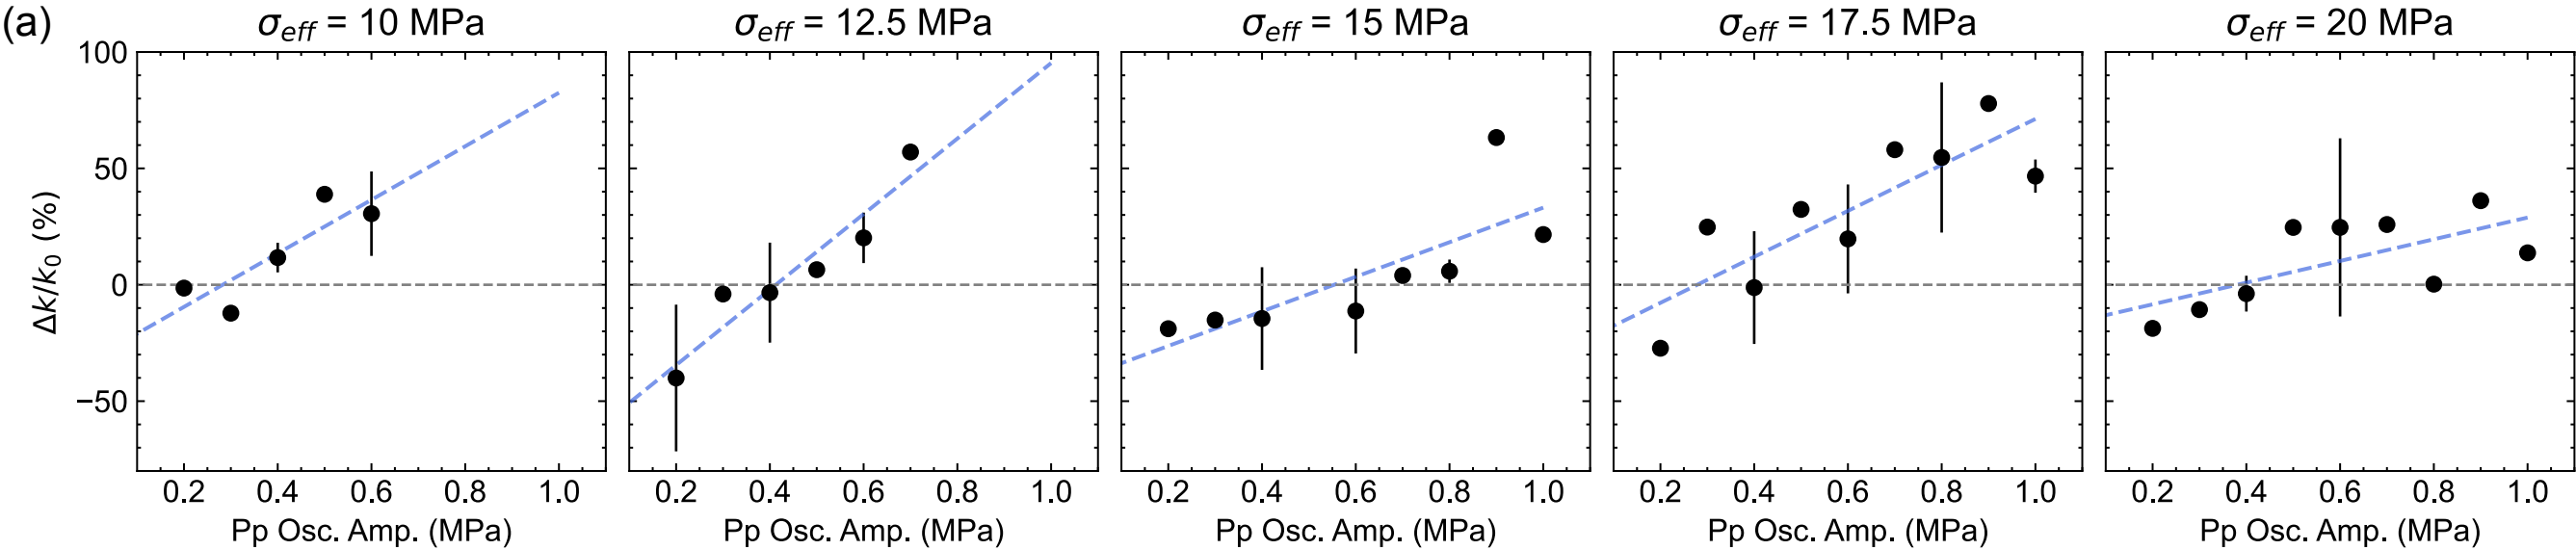 (a)
σeff = 10 MPa
σeff = 12.5 MPa
σeff = 15 MPa
σeff = 17.5 MPa
σeff = 20 MPa
Δk/k₀ (%)
100
50
0
−50
0.2 0.4 0.6 0.8 1.0
0.2 0.4 0.6 0.8 1.0
0.2 0.4 0.6 0.8 1.0
0.2 0.4 0.6 0.8 1.0
0.2 0.4 0.6 0.8 1.0
Pp Osc. Amp. (MPa)
Pp Osc. Amp. (MPa)
Pp Osc. Amp. (MPa)
Pp Osc. Amp. (MPa)
Pp Osc. Amp. (MPa)